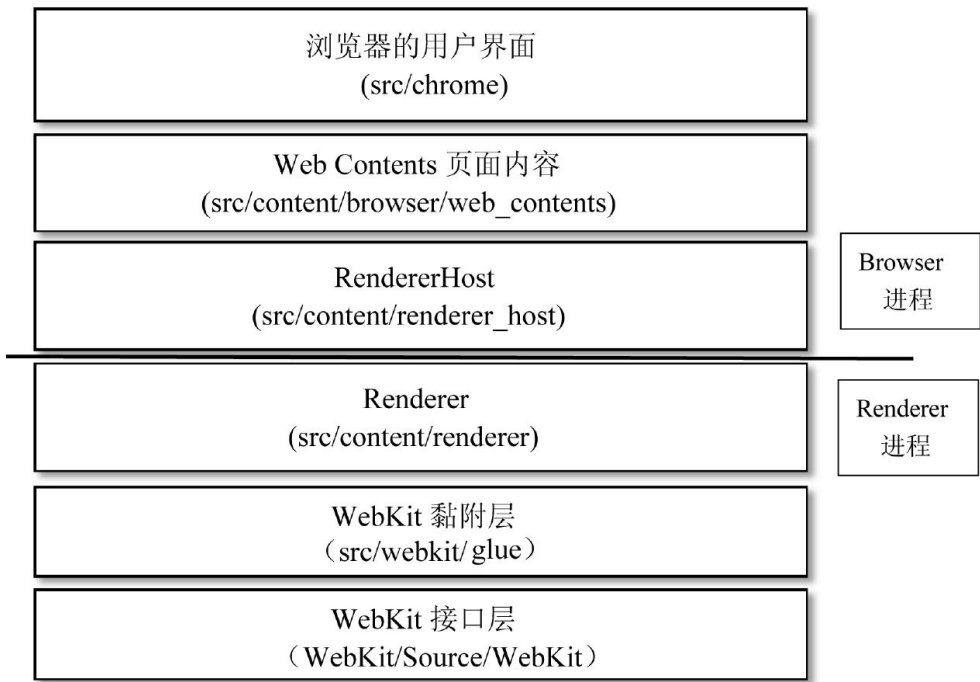 浏览器的用户界面
(src/chrome)
Web Contents 页面内容
(src/content/browser/web_contents)
RendererHost
(src/content/renderer_host)
Browser
进程
Renderer
(src/content/renderer)
Renderer
进程
WebKit 黏附层
（src/webkit/glue）
WebKit 接口层
（WebKit/Source/WebKit）